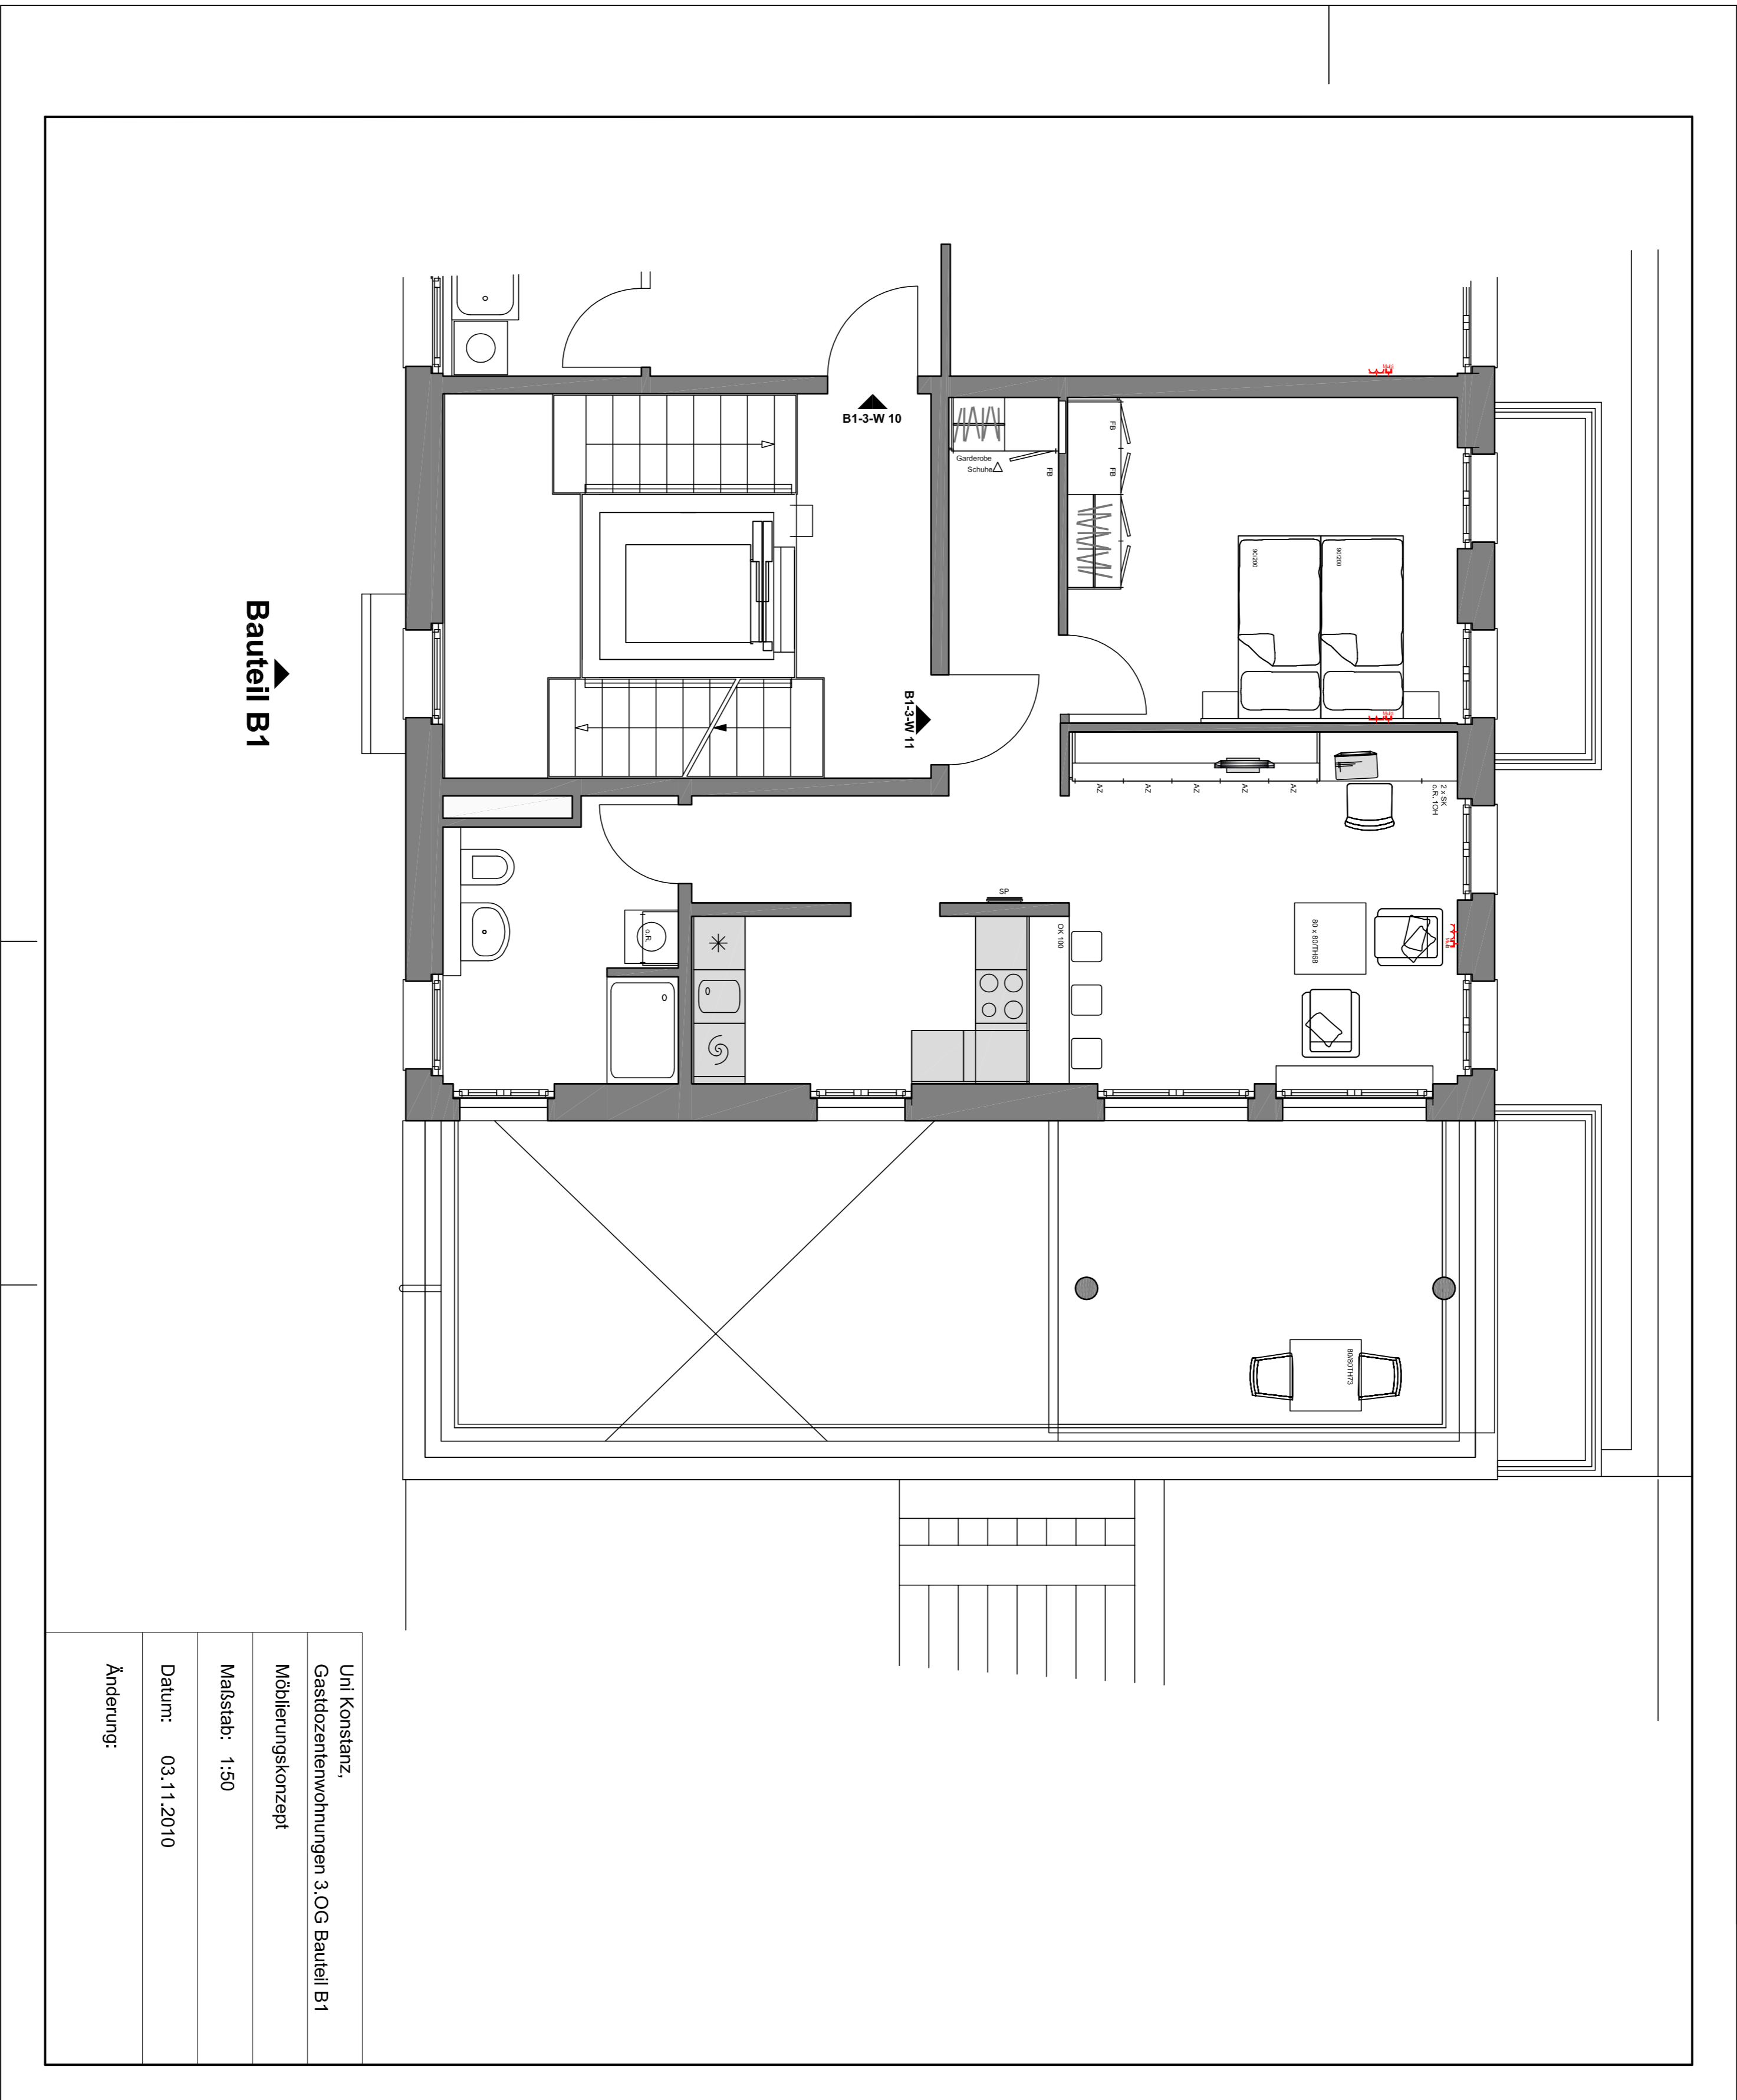 B1-3-W 10
Garderobe
Schuhe
FB
FB
FB
90/200
90/200
B1-3-W 11
Bauteil B1
AZ
AZ
AZ
AZ
AZ
2 x SK
o.R. 1OH
SP
OK 100
o.R.
80 x 80/TH68
80/80TH73
Uni Konstanz,
Gastdozentenwohnungen 3.OG Bauteil B1
Möblierungskonzept
Maßstab: 1:50
Datum: 03.11.2010
Änderung: